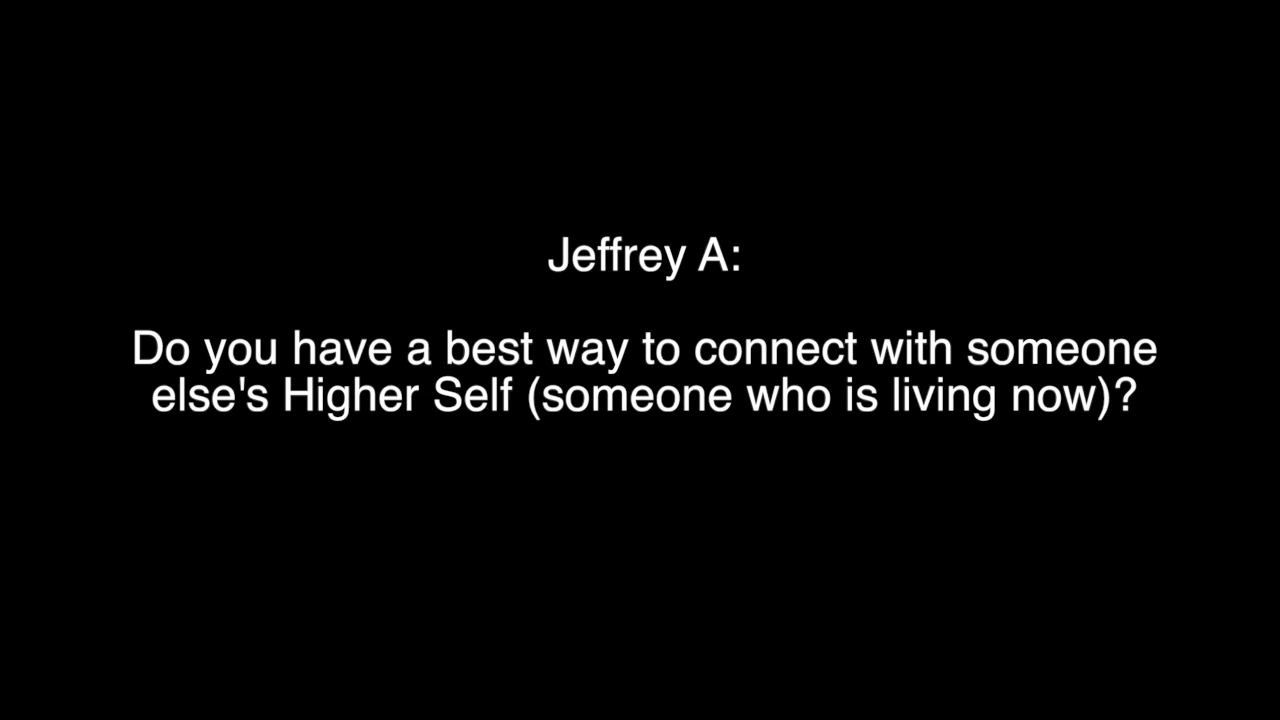 Jeffrey A:
Do you have a best way to connect with someone
else's Higher Self (someone who is living now)?